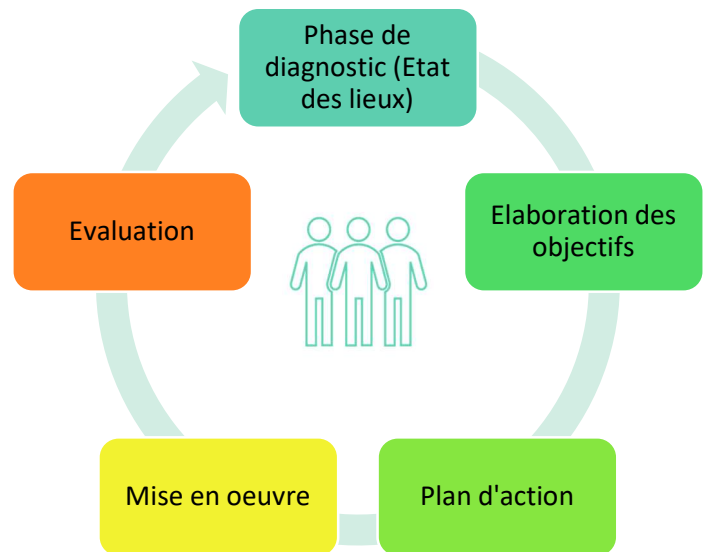 Phase de
diagnostic (Etat
des lieux)
Elaboration des
objectifs
Plan d'action
Mise en oeuvre
Evaluation